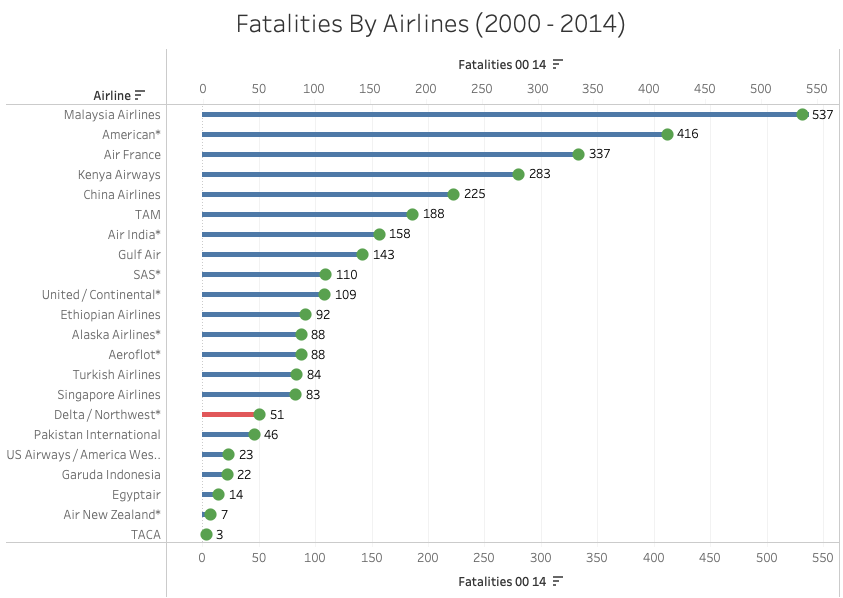 Fatalities By Airlines (2000 - 2014)
Fatalities 00 14
Airline
0 50 100 150 200 250 300 350 400 450 500 550
Malaysia Airlines 537
American* 416
Air France 337
Kenya Airways 283
China Airlines 225
TAM 188
Air India* 158
Gulf Air 143
SAS* 110
United / Continental* 109
Ethiopian Airlines 92
Alaska Airlines* 88
Aeroflot* 88
Turkish Airlines 84
Singapore Airlines 83
Delta / Northwest* 51
Pakistan International 46
US Airways / America Wes.. 23
Garuda Indonesia 22
Egyptair 14
Air New Zealand* 7
TACA 3
0 50 100 150 200 250 300 350 400 450 500 550
Fatalities 00 14